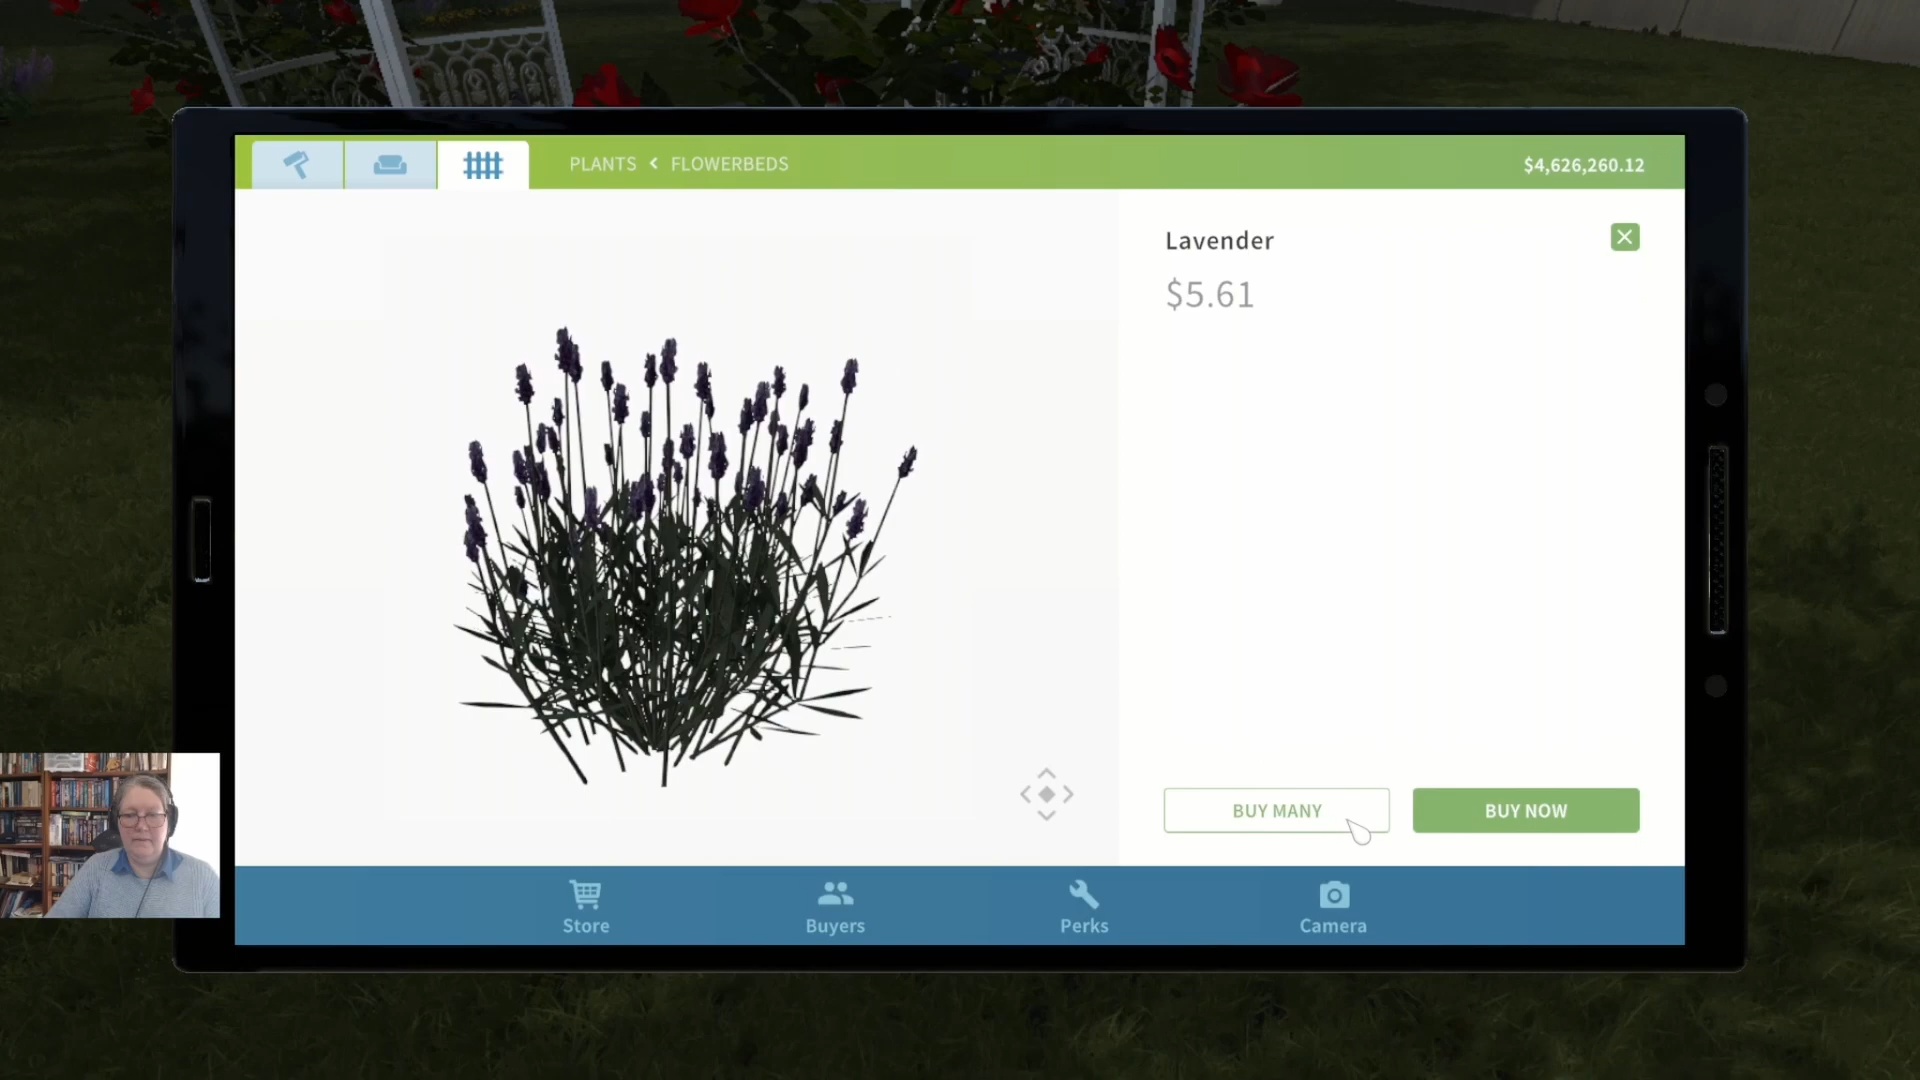 PLANTS < FLOWERBEDS
$4,626,260.12
Lavender
$5.61
BUY MANY
BUY NOW
Store
Buyers
Perks
Camera